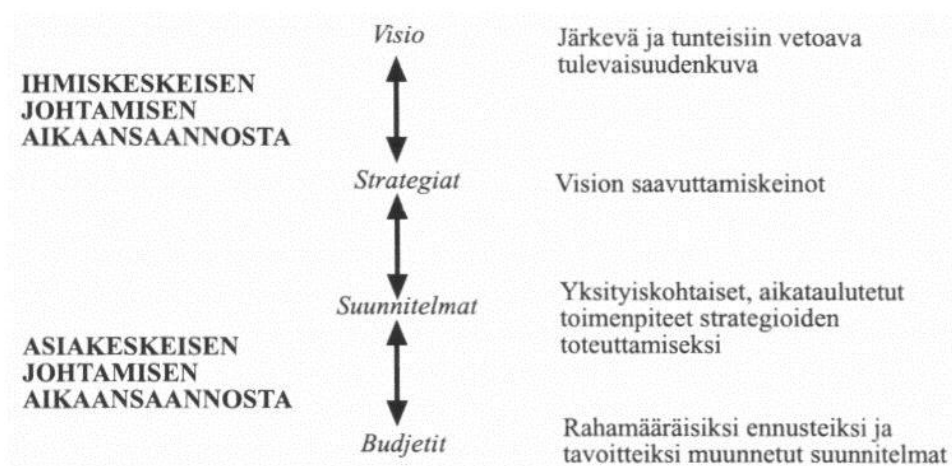 Visio
Järkevä ja tunteisiin vetoava
tulevaisuudenkuva
IHMISKESKEISEN
JOHTAMISEN
AIKAANSAANNOSTA
Strategiat
Vision saavuttamiskeinot
Suunnitelmat
Yksityiskohtaiset, aikataulutetut
toimenpiteet strategioiden
toteuttamiseksi
ASIAKESKEISEN
JOHTAMISEN
AIKAANSAANNOSTA
Budjetit
Rahamääräisiksi ennusteiksi ja
tavoitteiksi muunnetut suunnitelmat